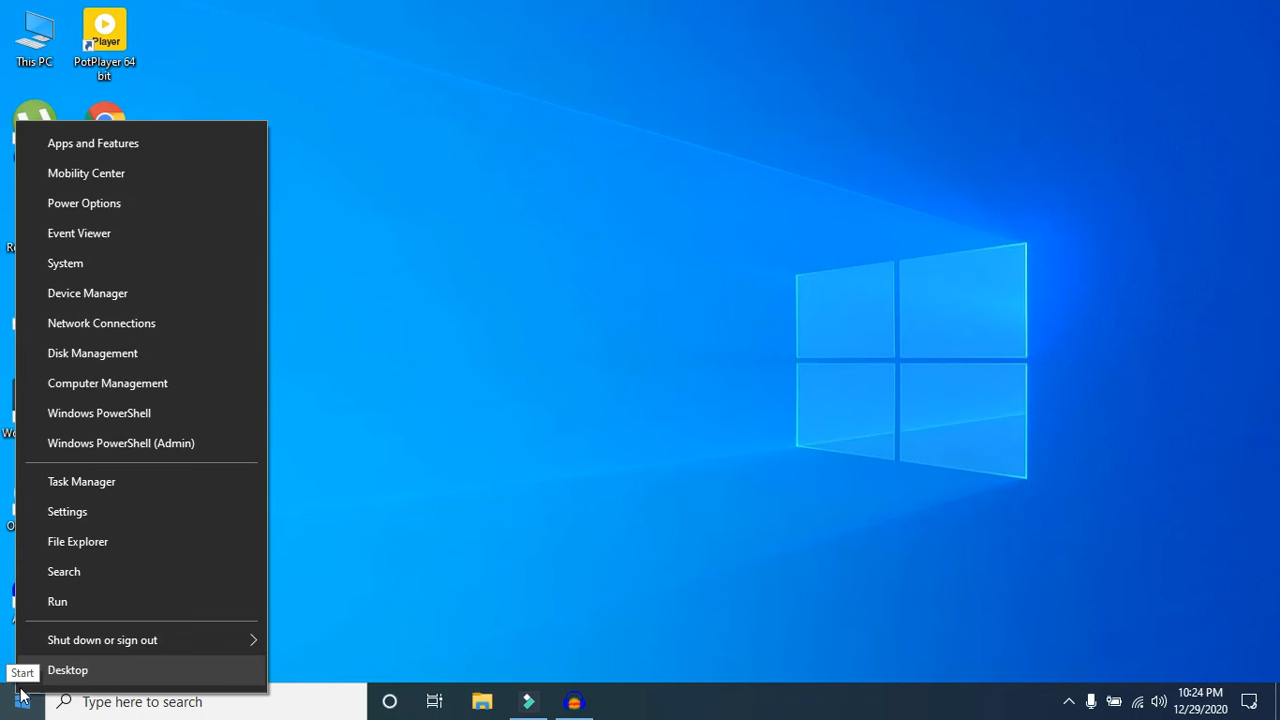 This PC
PotPlayer 64
bit
Player
Apps and Features
Mobility Center
Power Options
Event Viewer
System
Device Manager
Network Connections
Disk Management
Computer Management
Windows PowerShell
Windows PowerShell (Admin)
Task Manager
Settings
File Explorer
Search
Run
Shut down or sign out
Desktop
Start
Type here to search
10:24 PM
12/29/2020